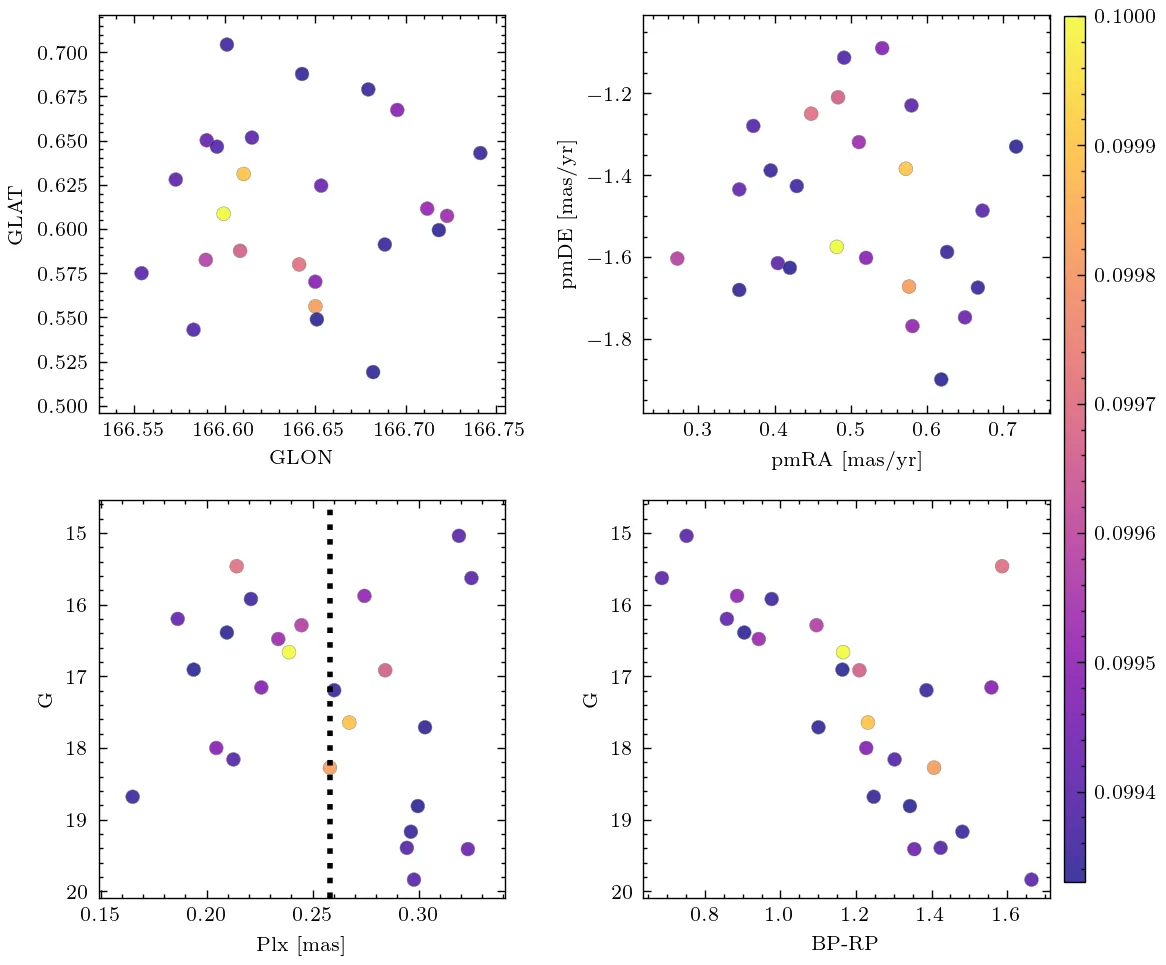 0.700
0.675
0.650
0.625
0.600
0.575
0.550
0.525
0.500
GLAT
166.55 166.60 166.65 166.70 166.75
GLON
−1.2
−1.4
−1.6
−1.8
pmDE [mas/yr]
0.3 0.4 0.5 0.6 0.7
pmRA [mas/yr]
15
16
17
18
19
20
G
0.15 0.20 0.25 0.30
Plx [mas]
15
16
17
18
19
20
G
0.8 1.0 1.2 1.4 1.6
BP-RP
0.1000
0.0999
0.0998
0.0997
0.0996
0.0995
0.0994